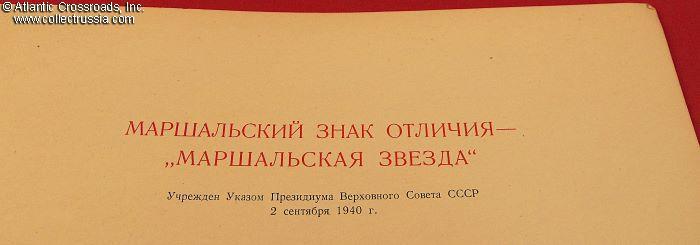 © Atlantic Crossroads, Inc.
www.collectrussia.com
МАРШАЛЬСКИЙ ЗНАК ОТЛИЧИЯ—
„МАРШАЛЬСКАЯ ЗВЕЗДА“
Учрежден Указом Президиума Верховного Совета СССР
2 сентября 1940 г.